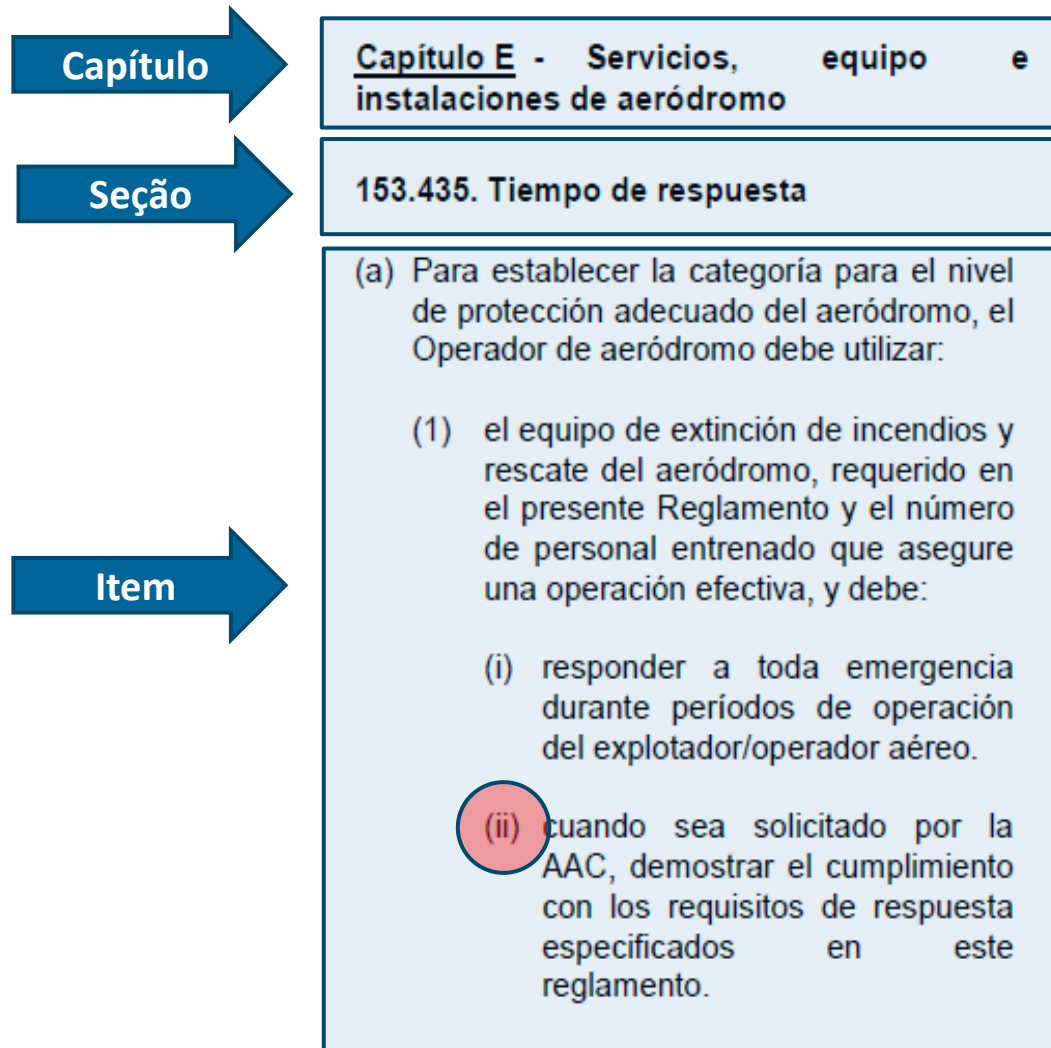 Capítulo
Capítulo E - Servicios, equipo e
instalaciones de aeródromo
Seção
153.435. Tiempo de respuesta
(a) Para establecer la categoría para el nivel
de protección adecuado del aeródromo, el
Operador de aeródromo debe utilizar:
Item
(1) el equipo de extinción de incendios y
rescate del aeródromo, requerido en
el presente Reglamento y el número
de personal entrenado que asegure
una operación efectiva, y debe:
(i) responder a toda emergencia
durante períodos de operación
del explotador/operador aéreo.
(ii) cuando sea solicitado por la
AAC, demostrar el cumplimiento
con los requisitos de respuesta
especificados en este
reglamento.